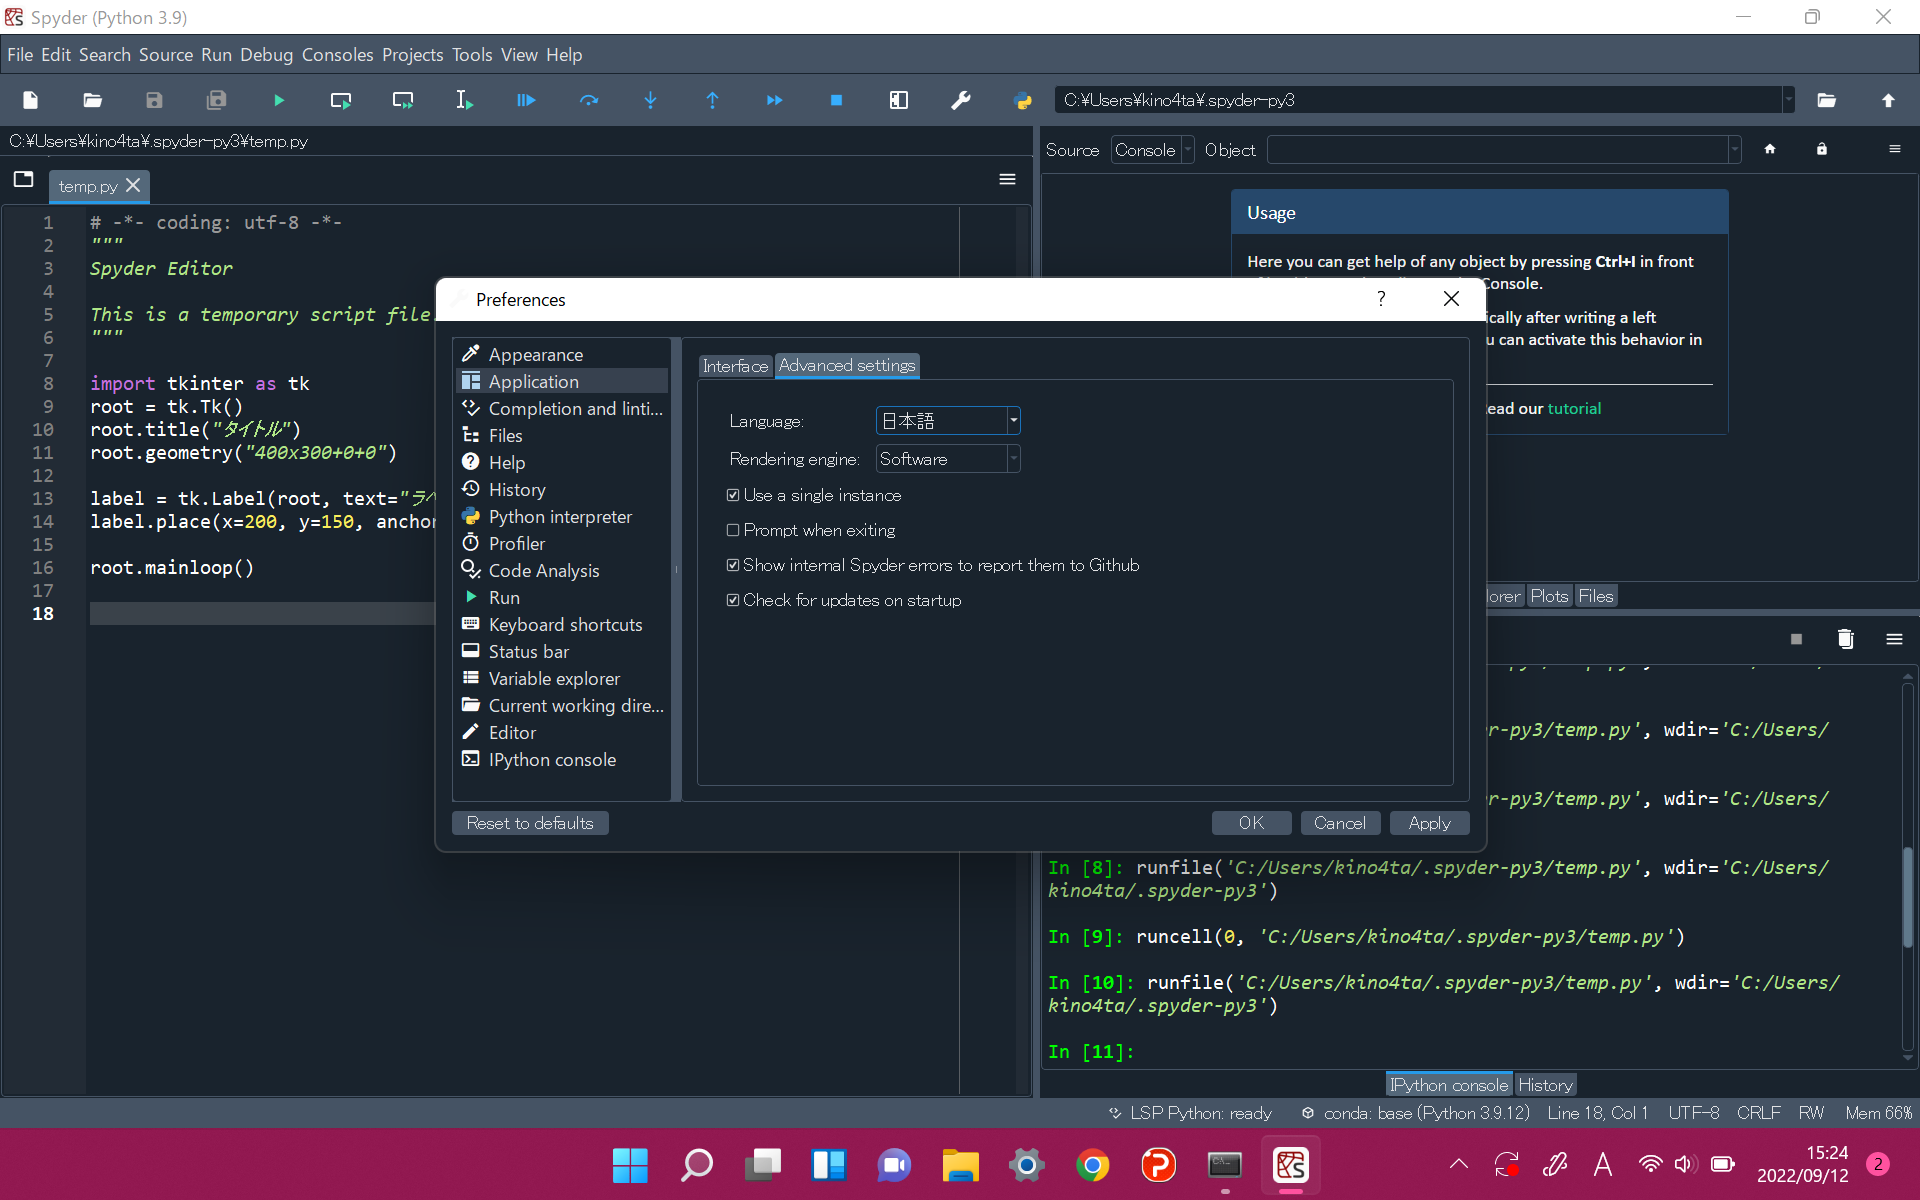 Spyder (Python 3.9)
File Edit Search Source Run Debug Consoles Projects Tools View Help
C:¥Users¥kino4ta¥.spyder-py3
C:¥Users¥kino4ta¥.spyder-py3¥temp.py
Source Console Object
temp.py
Usage
Here you can get help of any object by pressing Ctrl+I in front
Console.
ically after writing a left
u can activate this behavior in
ead our tutorial
1 # -*- coding: utf-8 -*-
2 """
3 Spyder Editor
4
5 This is a temporary script file
6 """
7
8 import tkinter as tk
9 root = tk.Tk()
10 root.title("タイトル")
11 root.geometry("400x300+0+0")
12
13 label = tk.Label(root, text="ラベ
14 label.place(x=200, y=150, anchor
15
16 root.mainloop()
17
18
Preferences ?
Appearance
Application
Completion and linti...
Files
Help
History
Python interpreter
Profiler
Code Analysis
Run
Keyboard shortcuts
Status bar
Variable explorer
Current working dire...
Editor
IPython console
Interface Advanced settings
Language: 日本語
Rendering engine: Software
Use a single instance
Prompt when exiting
Show internal Spyder errors to report them to Github
Check for updates on startup
Reset to defaults OK Cancel Apply
orer Plots Files
r-py3/temp.py', wdir='C:/Users/
r-py3/temp.py', wdir='C:/Users/
In [8]: runfile('C:/Users/kino4ta/.spyder-py3/temp.py', wdir='C:/Users/
kino4ta/.spyder-py3')
In [9]: runcell(0, 'C:/Users/kino4ta/.spyder-py3/temp.py')
In [10]: runfile('C:/Users/kino4ta/.spyder-py3/temp.py', wdir='C:/Users/
kino4ta/.spyder-py3')
In [11]:
IPython console History
LSP Python: ready conda: base (Python 3.9.12) Line 18, Col 1 UTF-8 CRLF RW Mem 66%
A 15:24
2022/09/12 2